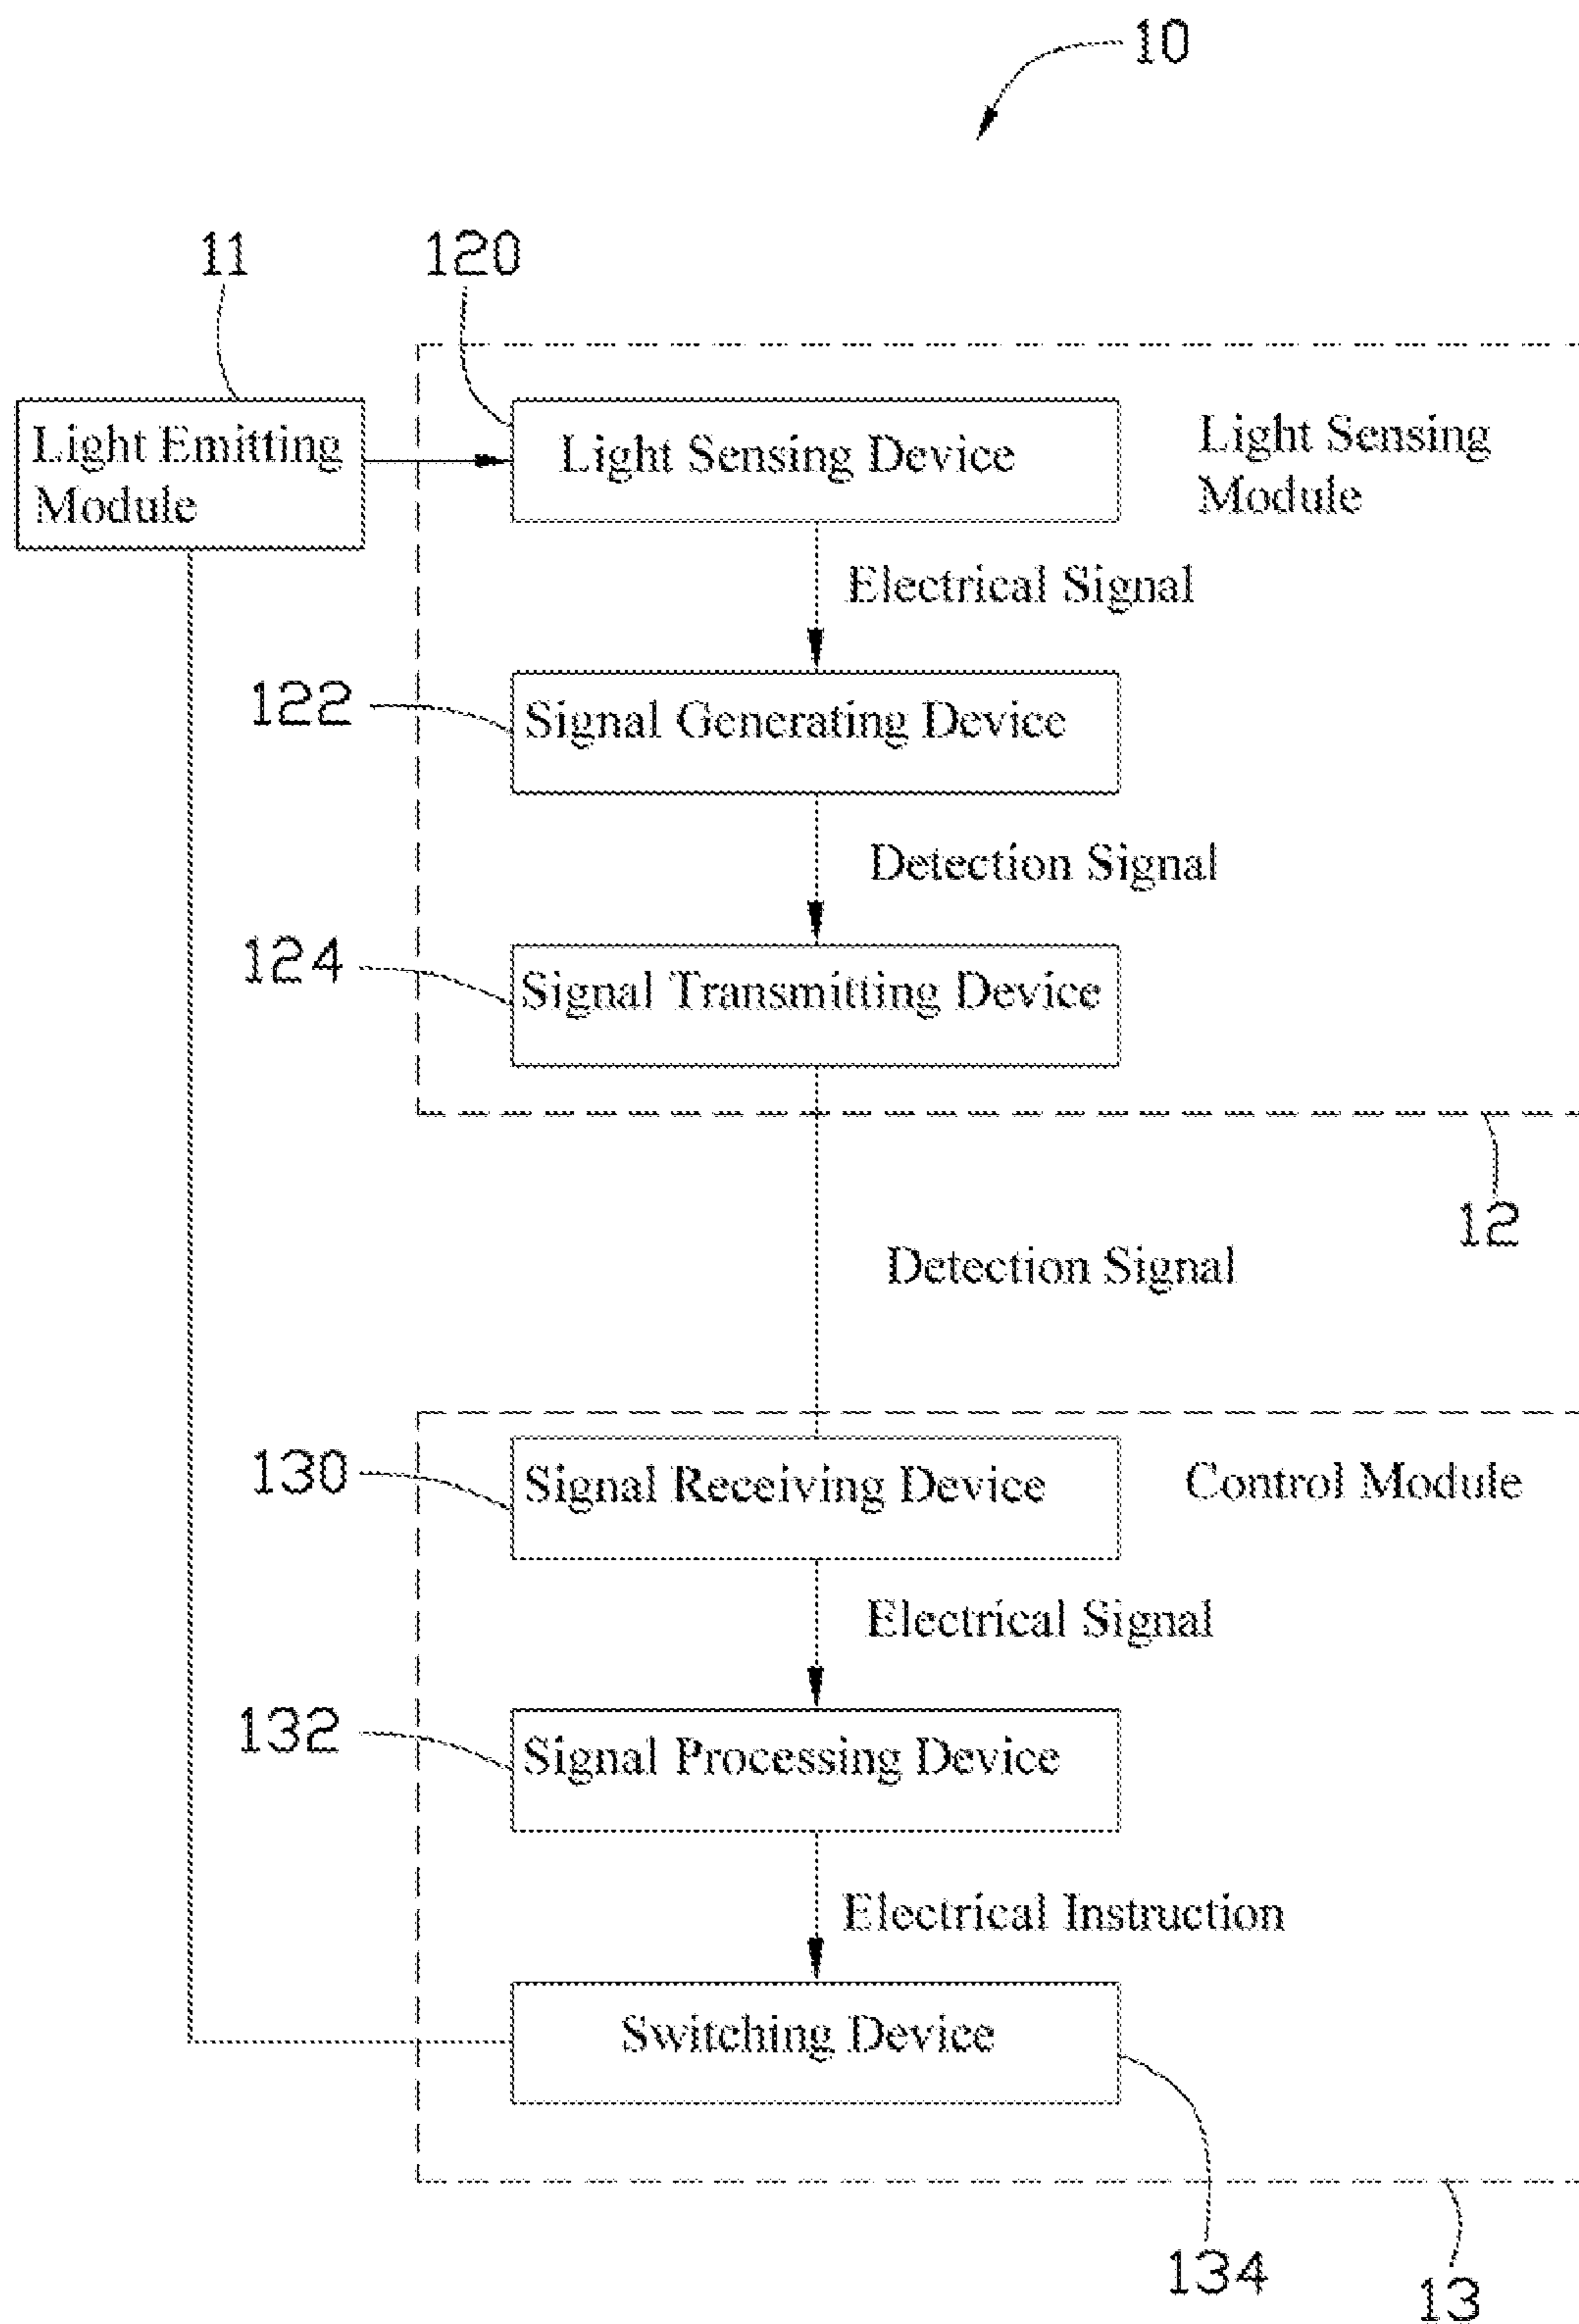 10
11
120
Light Emitting
Module
Light Sensing Device
Light Sensing
Module
Electrical Signal
122
Signal Generating Device
Detection Signal
124
Signal Transmitting Device
12
Detection Signal
130
Signal Receiving Device
Control Module
Electrical Signal
132
Signal Processing Device
Electrical Instruction
Switching Device
134
13